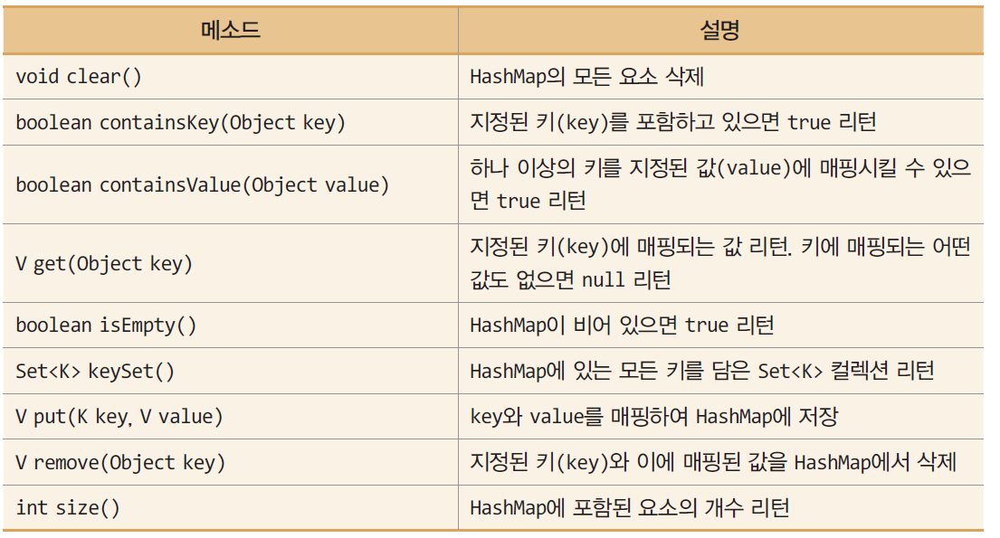 메소드 설명
void clear() HashMap의 모든 요소 삭제
boolean containsKey(Object key) 지정된 키(key)를 포함하고 있으면 true 리턴
boolean containsValue(Object value) 하나 이상의 키를 지정된 값(value)에 매핑시킬 수 있으
면 true 리턴
V get(Object key) 지정된 키(key)에 매핑되는 값 리턴. 키에 매핑되는 어떤
값도 없으면 null 리턴
boolean isEmpty() HashMap이 비어 있으면 true 리턴
Set<K> keySet() HashMap에 있는 모든 키를 담은 Set<K> 컬렉션 리턴
V put(K key, V value) key와 value를 매핑하여 HashMap에 저장
V remove(Object key) 지정된 키(key)와 이에 매핑된 값을 HashMap에서 삭제
int size() HashMap에 포함된 요소의 개수 리턴